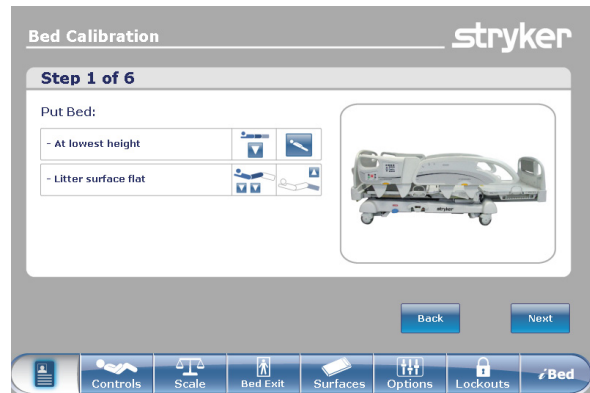 Bed Calibration
stryker
Step 1 of 6
Put Bed:
- At lowest height
- Litter surface flat
stryker
Back
Next
Controls
Scale
Bed Exit
Surfaces
Options
Lockouts
iBed